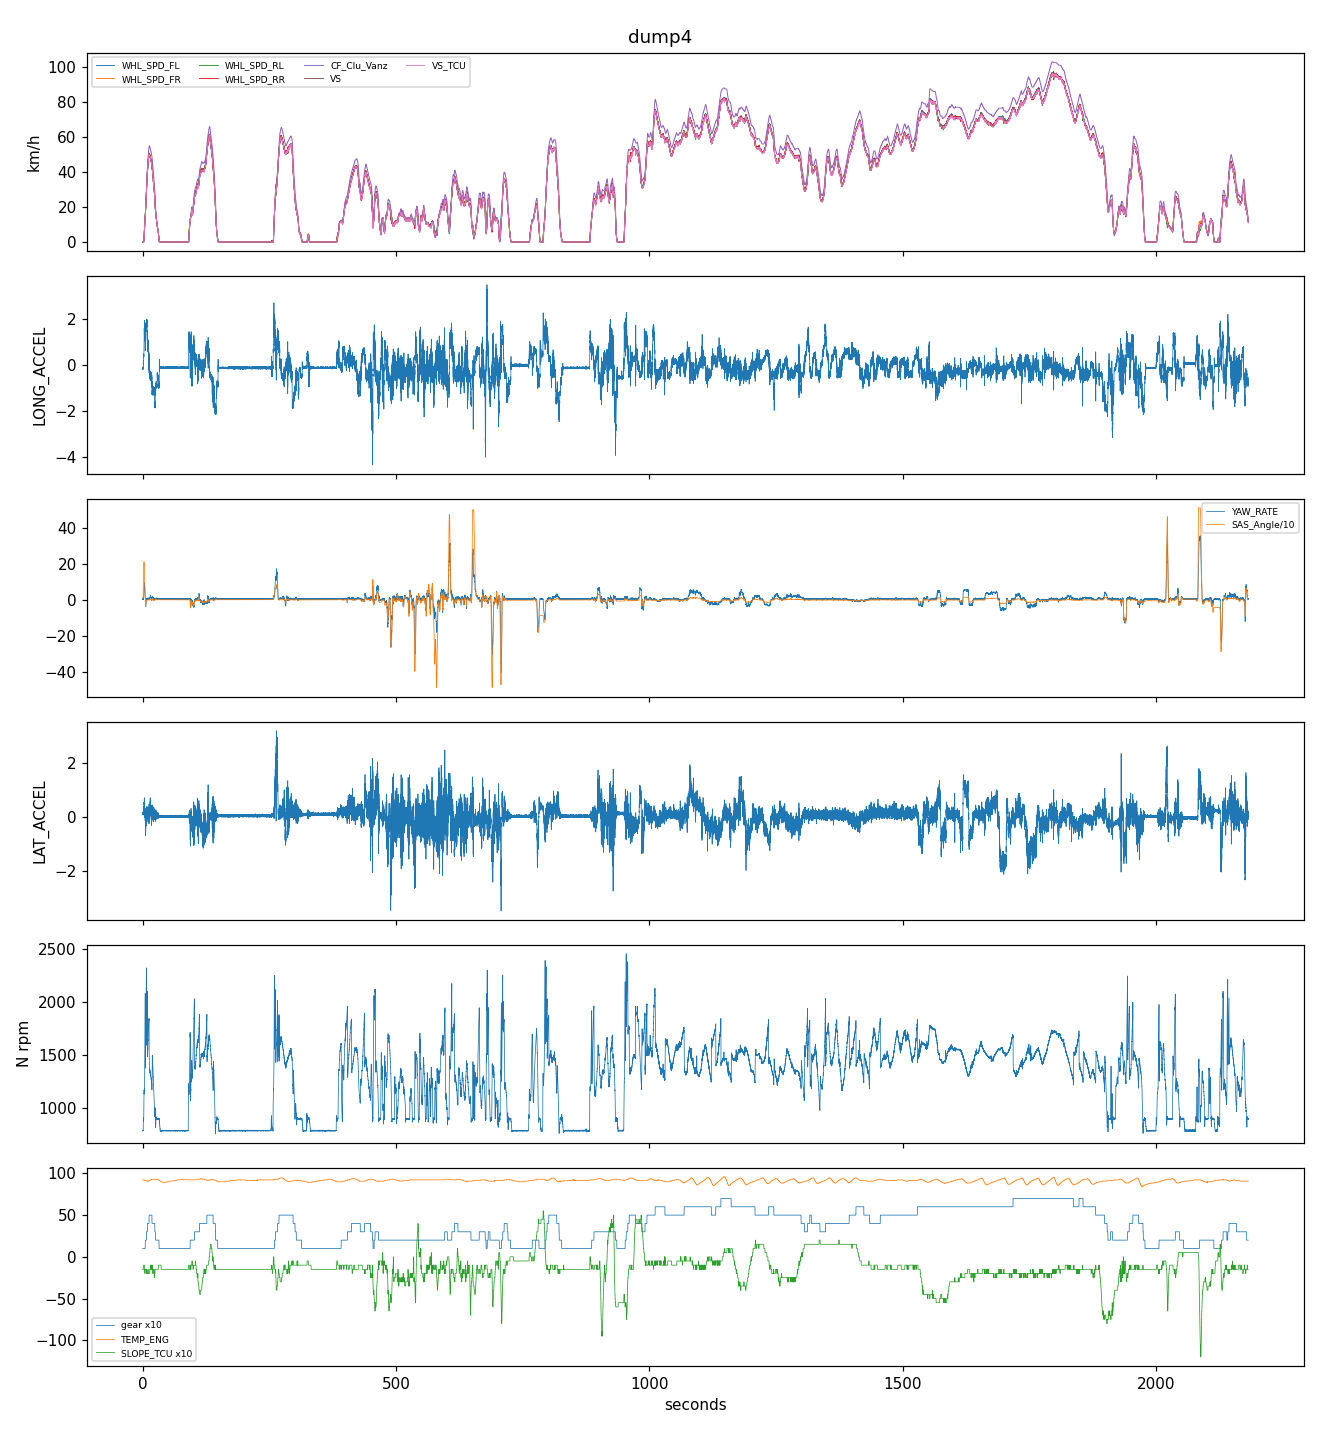 dump4
WHL_SPD_FL WHL_SPD_RL CF_Clu_Vanz VS_TCU
WHL_SPD_FR WHL_SPD_RR VS
km/h
100
80
60
40
20
0
LONG_ACCEL
2
0
−2
−4
YAW_RATE
SAS_Angle/10
40
20
0
−20
−40
LAT_ACCEL
2
0
−2
N rpm
2500
2000
1500
1000
100
50
0
−50
−100
gear x10
TEMP_ENG
SLOPE_TCU x10
0 500 1000 1500 2000
seconds